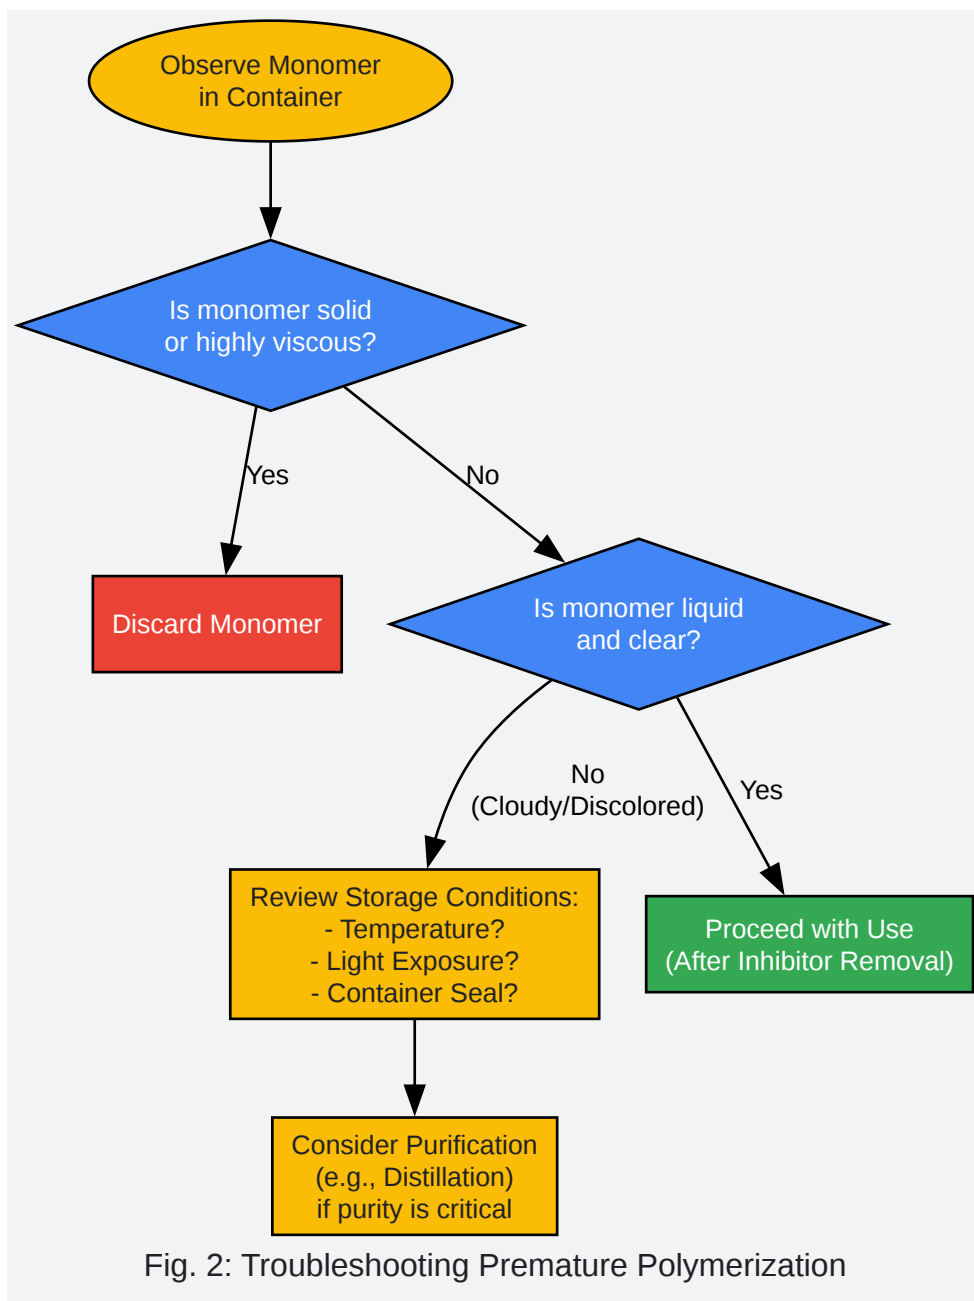 Observe Monomer
in Container
Is monomer solid
or highly viscous?
Yes
No
Discard Monomer
Is monomer liquid
and clear?
No
(Cloudy/Discolored)
Yes
Review Storage Conditions:
- Temperature?
- Light Exposure?
- Container Seal?
Proceed with Use
(After Inhibitor Removal)
Consider Purification
(e.g., Distillation)
if purity is critical
Fig. 2: Troubleshooting Premature Polymerization